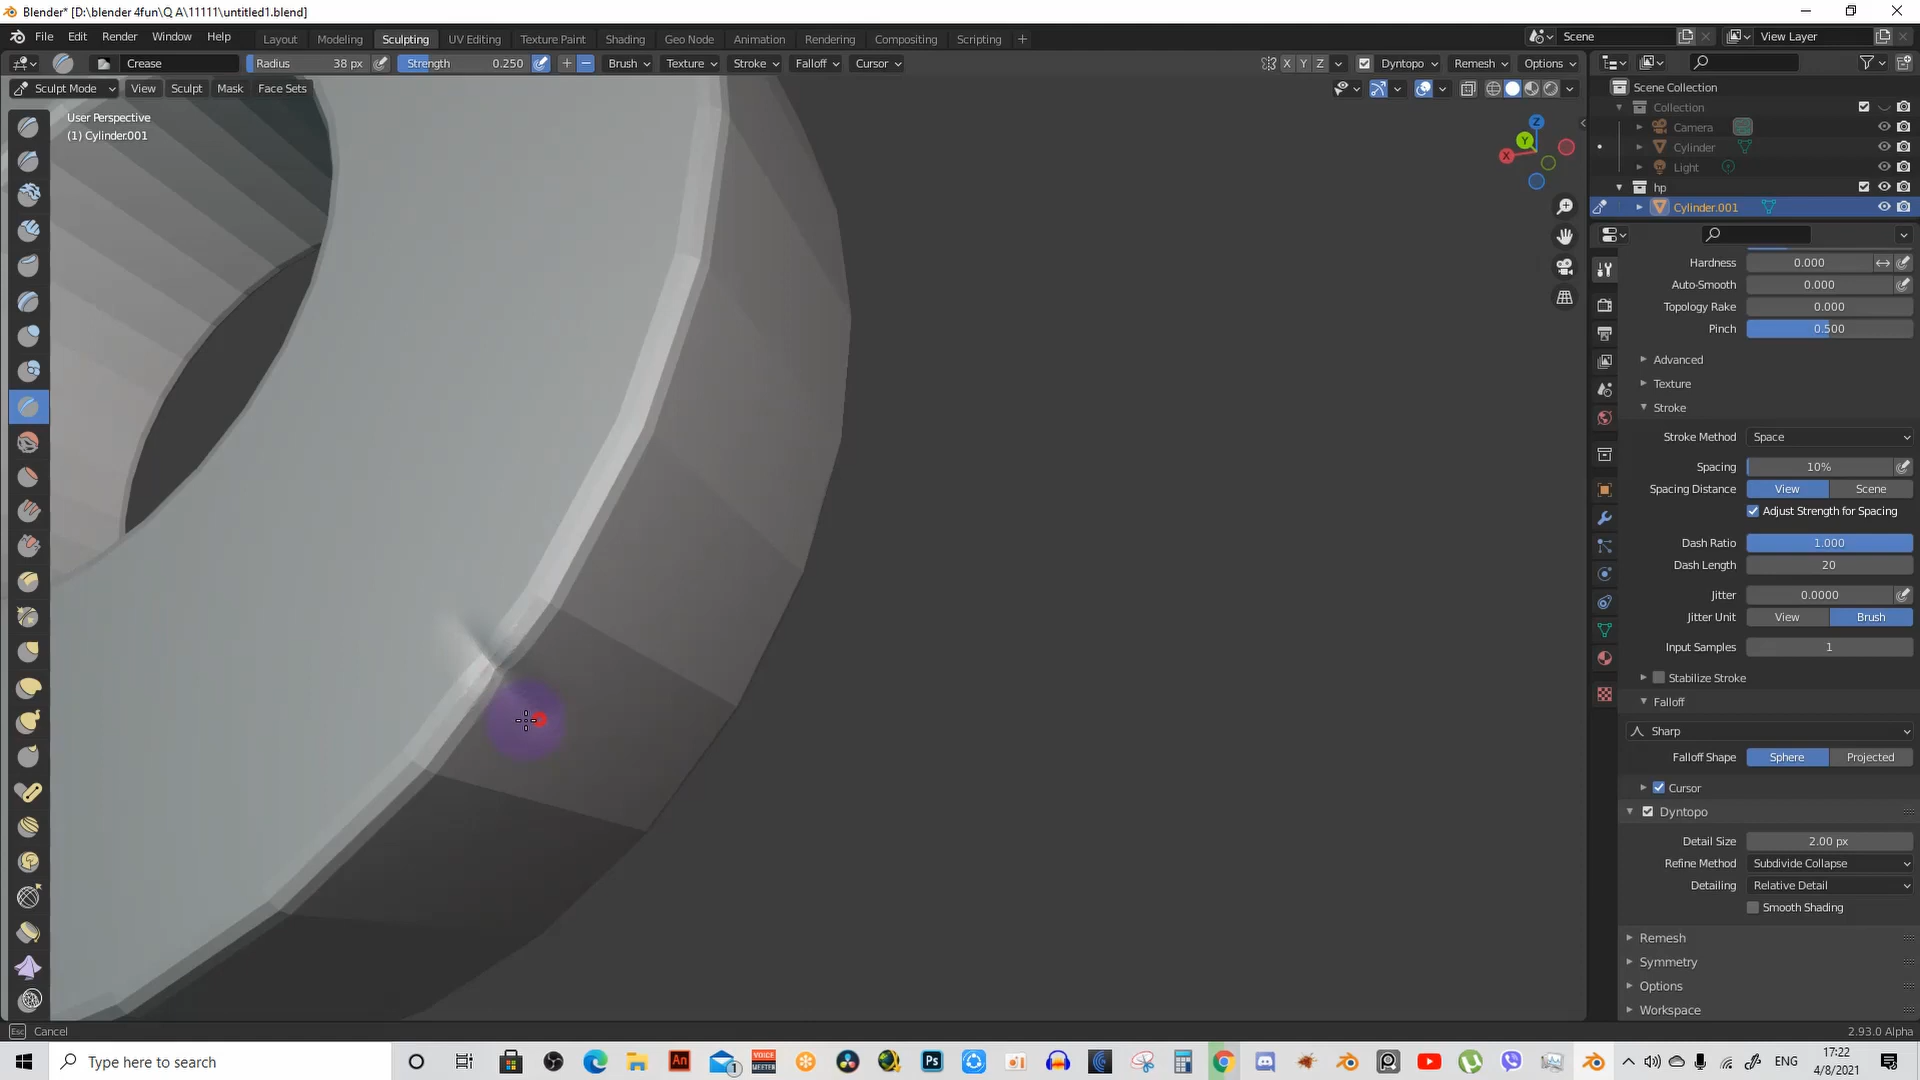 Blender* [D:\blender 4fun\Q A\11111\untitled1.blend]
File Edit Render Window Help Layout Modeling Sculpting UV Editing Texture Paint Shading Geo Node Animation Rendering Compositing Scripting + Scene View Layer
Crease Radius 38 px Strength 0.250 + − Brush Texture Stroke Falloff Cursor X Y Z Dyntopo Remesh Options
Sculpt Mode View Sculpt Mask Face Sets
User Perspective
(1) Cylinder.001
Z
Y
X
Scene Collection
Collection
Camera
Cylinder
Light
hp
Cylinder.001
Hardness 0.000
Auto-Smooth 0.000
Topology Rake 0.000
Pinch 0.500
Advanced
Texture
Stroke
Stroke Method Space
Spacing 10%
Spacing Distance View Scene
Adjust Strength for Spacing
Dash Ratio 1.000
Dash Length 20
Jitter 0.0000
Jitter Unit View Brush
Input Samples 1
Stabilize Stroke
Falloff
Sharp
Falloff Shape Sphere Projected
Cursor
Dyntopo
Detail Size 2.00 px
Refine Method Subdivide Collapse
Detailing Relative Detail
Smooth Shading
Remesh
Symmetry
Options
Workspace
Esc Cancel 2.93.0 Alpha
Type here to search An VOICE MEETER Ps ENG 17:22
4/8/2021